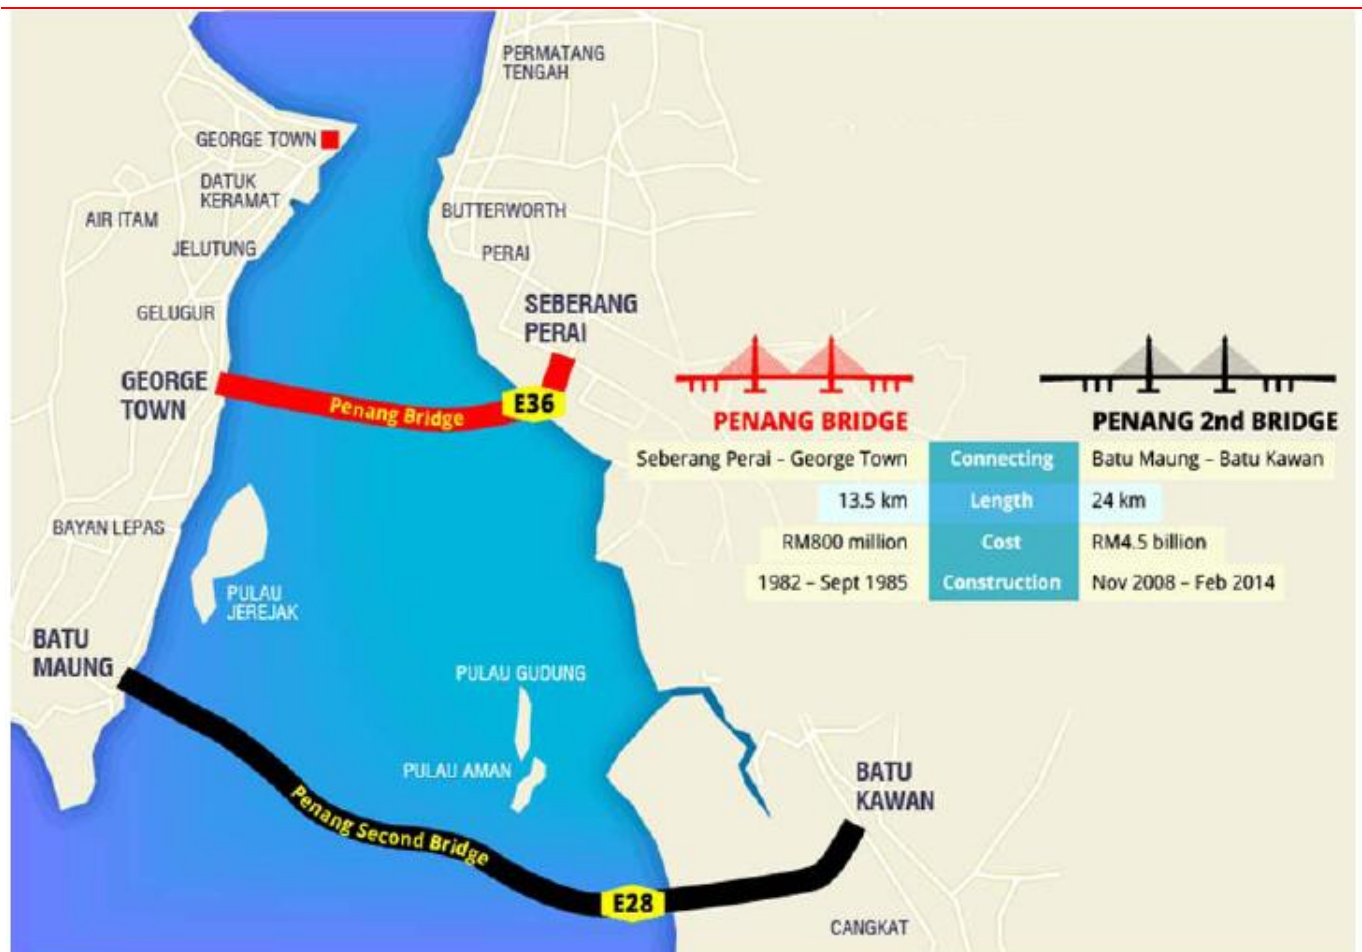 PERMATANG
TENGAH
GEORGE TOWN
DATUK
KERAMAT
AIR ITAM
BUTTERWORTH
JELUTUNG
PERAI
GELUGUR
SEBERANG
PERAI
GEORGE
TOWN
Penang Bridge
E36
PENANG BRIDGE
PENANG 2nd BRIDGE
Seberang Perai – George Town Connecting Batu Maung – Batu Kawan
13.5 km Length 24 km
RM800 million Cost RM4.5 billion
1982 – Sept 1985 Construction Nov 2008 – Feb 2014
BAYAN LEPAS
PULAU
JEREJAK
BATU
MAUNG
PULAU GUDUNG
PULAU AMAN
BATU
KAWAN
Penang Second Bridge
E28
CANGKAT